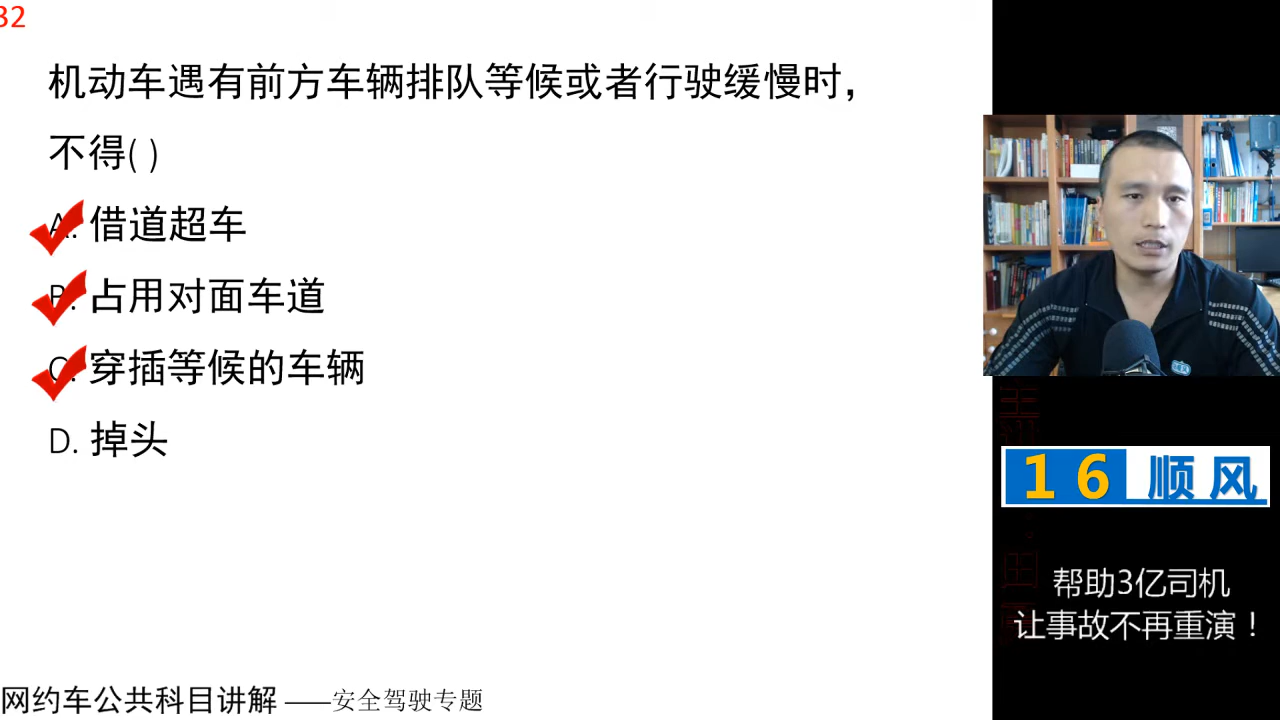 32
机动车遇有前方车辆排队等候或者行驶缓慢时，
不得( )
A. 借道超车
B. 占用对面车道
C. 穿插等候的车辆
D. 掉头
16 顺风
帮助3亿司机
让事故不再重演！
网约车公共科目讲解 ——安全驾驶专题